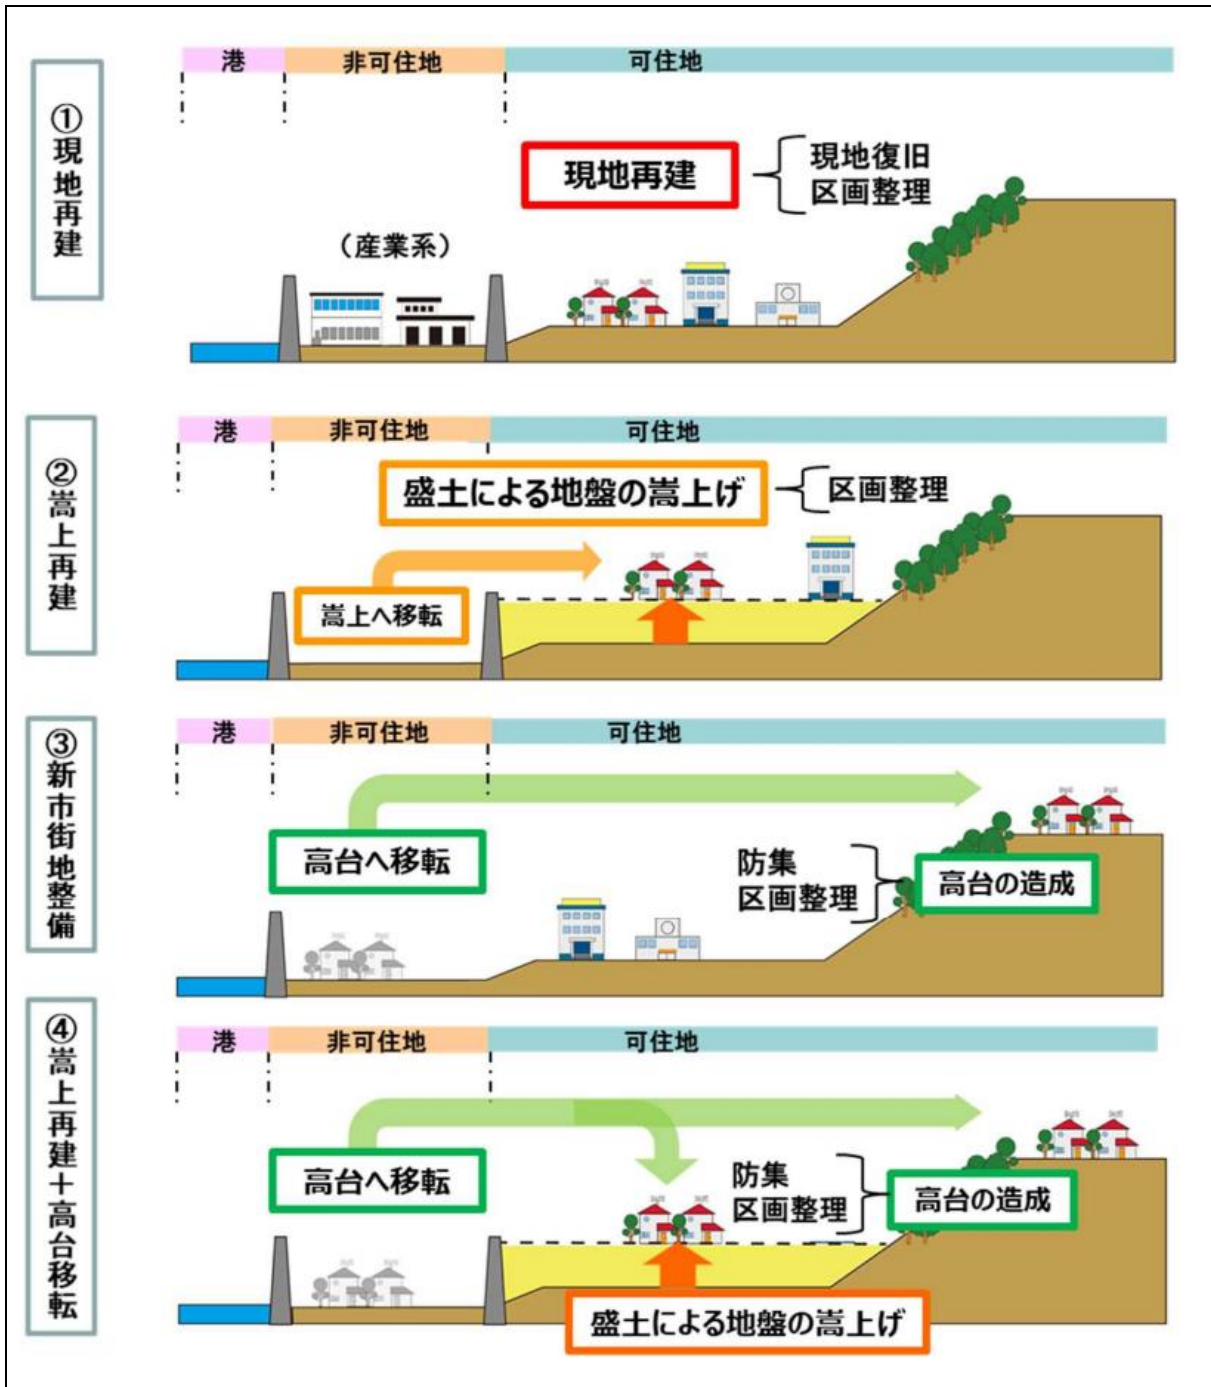 ①現地再建
港
非可住地
可住地
現地再建
現地復旧
区画整理
（産業系）
②嵩上再建
港
非可住地
可住地
盛土による地盤の嵩上げ
区画整理
嵩上へ移転
③新市街地整備
港
非可住地
可住地
高台へ移転
防集
区画整理
高台の造成
④嵩上再建＋高台移転
港
非可住地
可住地
高台へ移転
防集
区画整理
高台の造成
盛土による地盤の嵩上げ